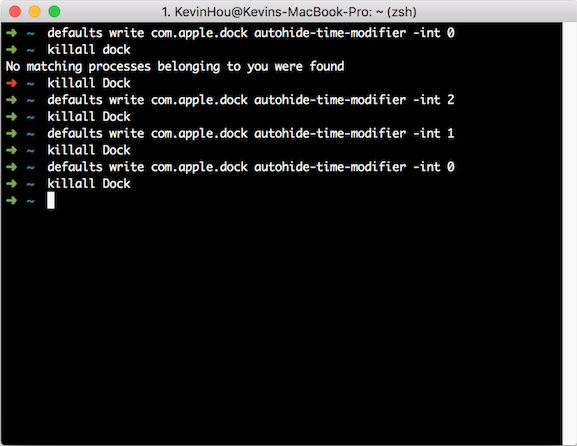 1. KevinHou@Kevins-MacBook-Pro: ~ (zsh)
➜ ~ defaults write com.apple.dock autohide-time-modifier -int 0
➜ ~ killall dock
No matching processes belonging to you were found
➜ ~ killall Dock
➜ ~ defaults write com.apple.dock autohide-time-modifier -int 2
➜ ~ killall Dock
➜ ~ defaults write com.apple.dock autohide-time-modifier -int 1
➜ ~ killall Dock
➜ ~ defaults write com.apple.dock autohide-time-modifier -int 0
➜ ~ killall Dock
➜ ~